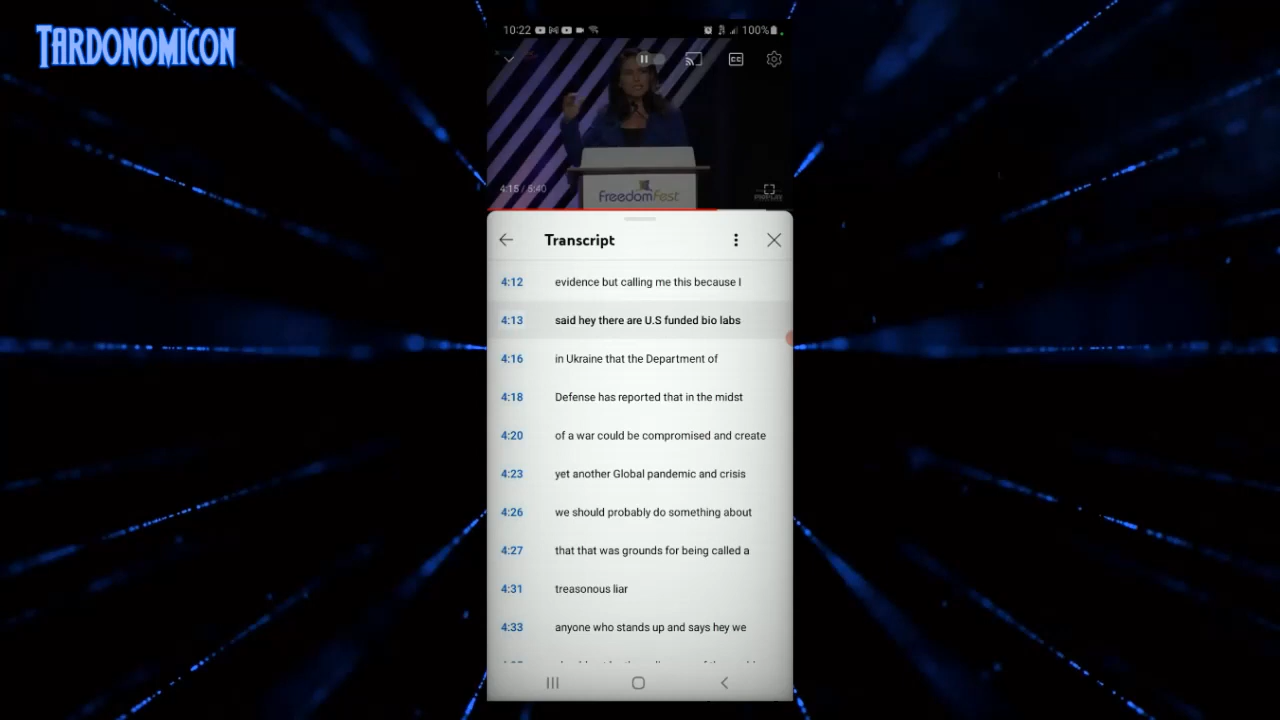 TARDONOMICON
10:22
100%
4:15 / 5:40
FreedomFest
Transcript
4:12 evidence but calling me this because I
4:13 said hey there are U.S funded bio labs
4:16 in Ukraine that the Department of
4:18 Defense has reported that in the midst
4:20 of a war could be compromised and create
4:23 yet another Global pandemic and crisis
4:26 we should probably do something about
4:27 that that was grounds for being called a
4:31 treasonous liar
4:33 anyone who stands up and says hey we